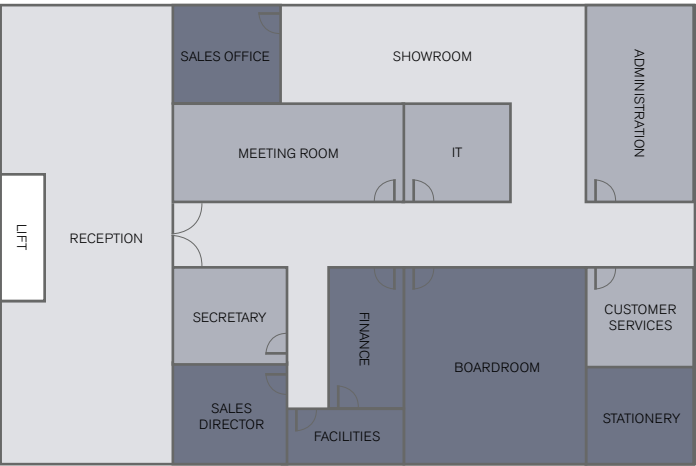 SALES OFFICE
SHOWROOM
ADMINISTRATION
MEETING ROOM
IT
LIFT
RECEPTION
SECRETARY
FINANCE
CUSTOMER
SERVICES
BOARDROOM
SALES
DIRECTOR
FACILITIES
STATIONERY